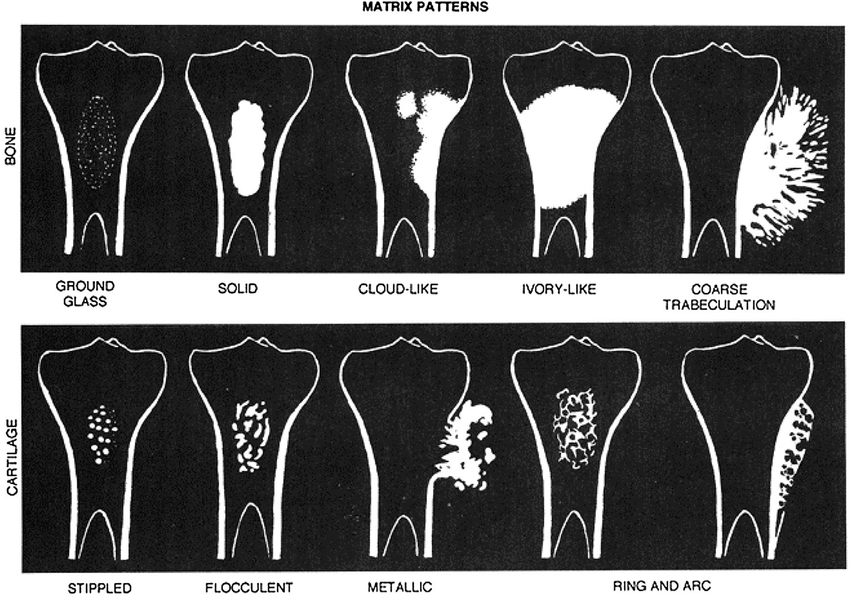 MATRIX PATTERNS
BONE
GROUND
GLASS
SOLID
CLOUD-LIKE
IVORY-LIKE
COARSE
TRABECULATION
CARTILAGE
STIPPLED
FLOCCULENT
METALLIC
RING AND ARC